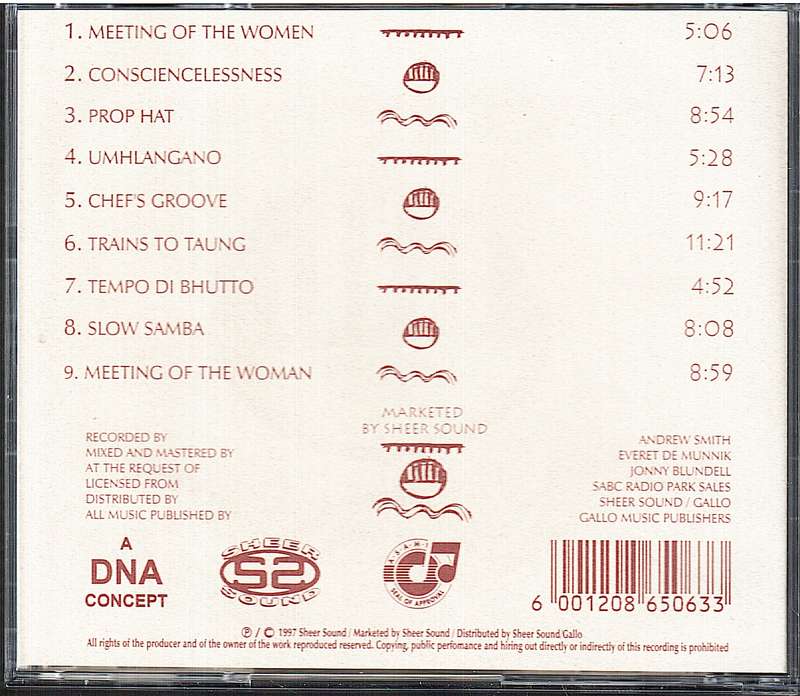 1. MEETING OF THE WOMEN 5:06
2. CONSCIENCELESSNESS 7:13
3. PROP HAT 8:54
4. UMHLANGANO 5:28
5. CHEF'S GROOVE 9:17
6. TRAINS TO TAUNG 11:21
7. TEMPO DI BHUTTO 4:52
8. SLOW SAMBA 8:08
9. MEETING OF THE WOMAN 8:59
MARKETED
BY SHEER SOUND
RECORDED BY ANDREW SMITH
MIXED AND MASTERED BY EVERET DE MUNNIK
AT THE REQUEST OF JONNY BLUNDELL
LICENSED FROM SABC RADIO PARK SALES
DISTRIBUTED BY SHEER SOUND / GALLO
ALL MUSIC PUBLISHED BY GALLO MUSIC PUBLISHERS
A
DNA
CONCEPT
SHEER
SS
SOUND
A·S·A·M·I
SEAL OF APPROVAL
6 001208 650633
℗ / © 1997 Sheer Sound / Marketed by Sheer Sound / Distributed by Sheer Sound Gallo
All rights of the producer and of the owner of the work reproduced reserved. Copying, public perfomance and hiring out directly or indirectly of this recording is prohibited